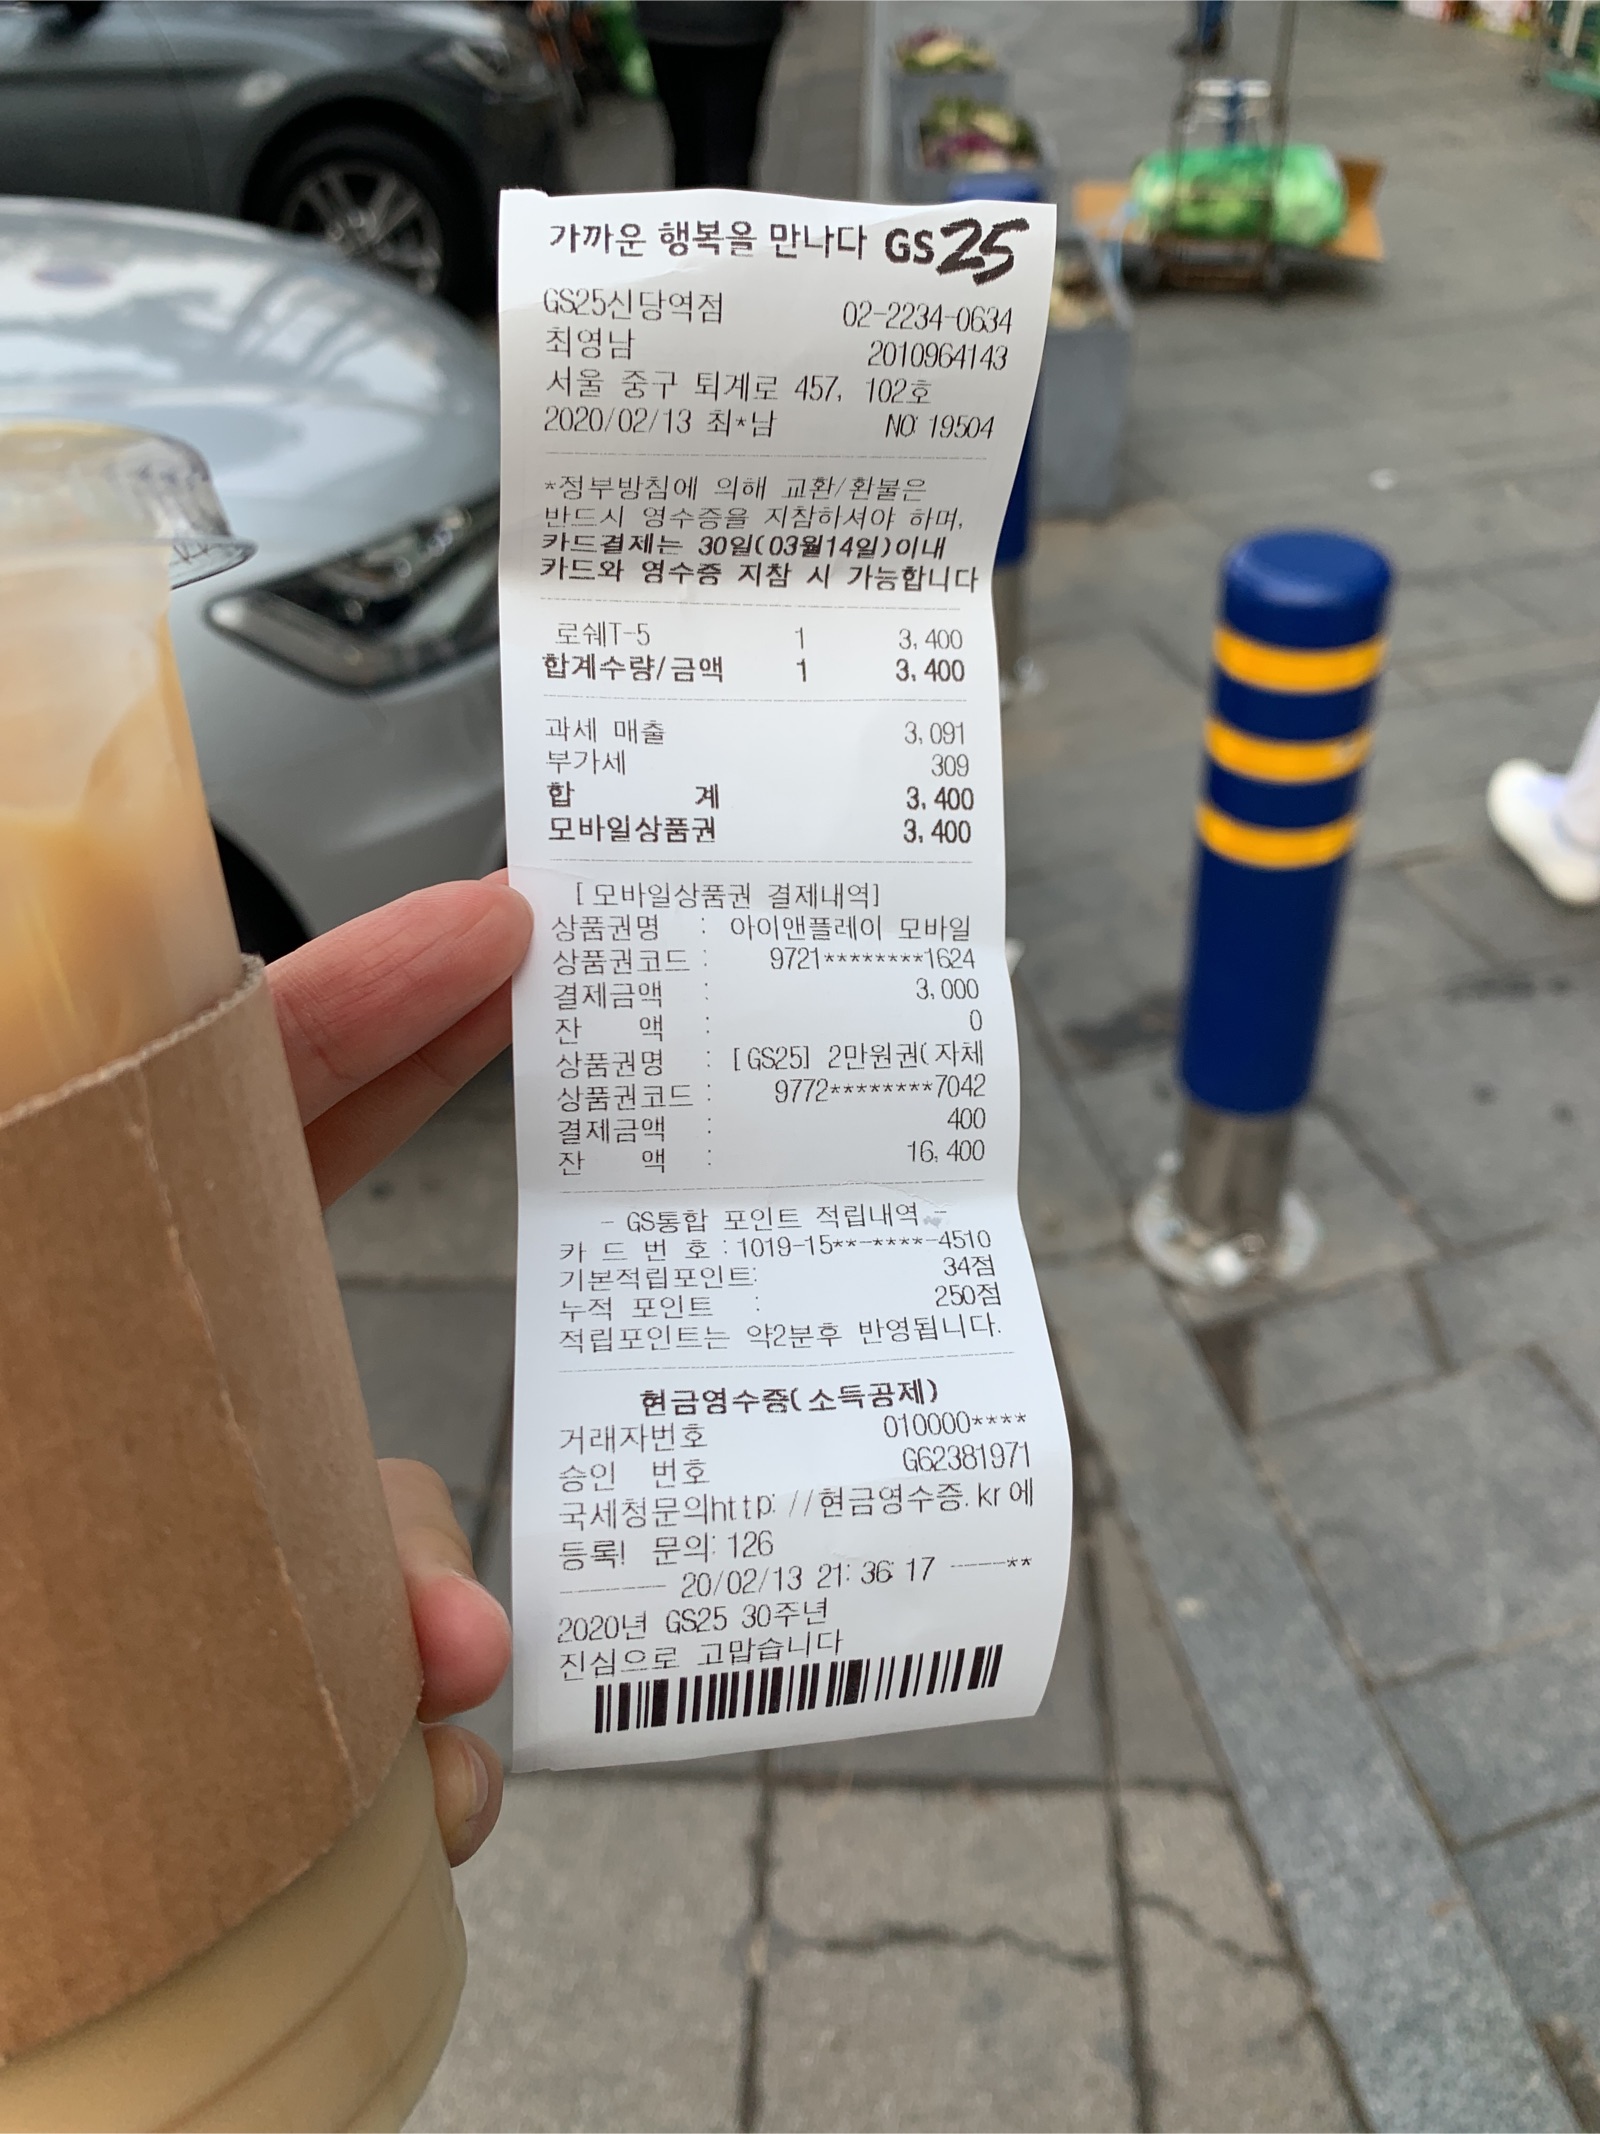 가까운 행복을 만나다 GS25
GS25신당역점 02-2234-0634
최영남 2010964143
서울 중구 퇴계로 457, 102호
2020/02/13 최*남 NO: 19504
*정부방침에 의해 교환/환불은
반드시 영수증을 지참하셔야 하며,
카드결제는 30일(03월14일)이내
카드와 영수증 지참 시 가능합니다
로쉐T-5 1 3,400
합계수량/금액 1 3,400
과세 매출 3,091
부가세 309
합 계 3,400
모바일상품권 3,400
[모바일상품권 결제내역]
상품권명 : 아이앤플레이 모바일
상품권코드 : 9721********1624
결제금액 : 3,000
잔 액 : 0
상품권명 : [GS25] 2만원권(자체
상품권코드 : 9772********7042
결제금액 : 400
잔 액 : 16,400
- GS통합 포인트 적립내역 -
카 드 번 호 : 1019-15**-****-4510
기본적립포인트: 34점
누적 포인트 : 250점
적립포인트는 약2분후 반영됩니다.
현금영수증(소득공제)
거래자번호 010000****
승인 번호 G62381971
국세청문의http://현금영수증.kr에
등록! 문의: 126
------- 20/02/13 21:36:17 -----**
2020년 GS25 30주년
진심으로 고맙습니다